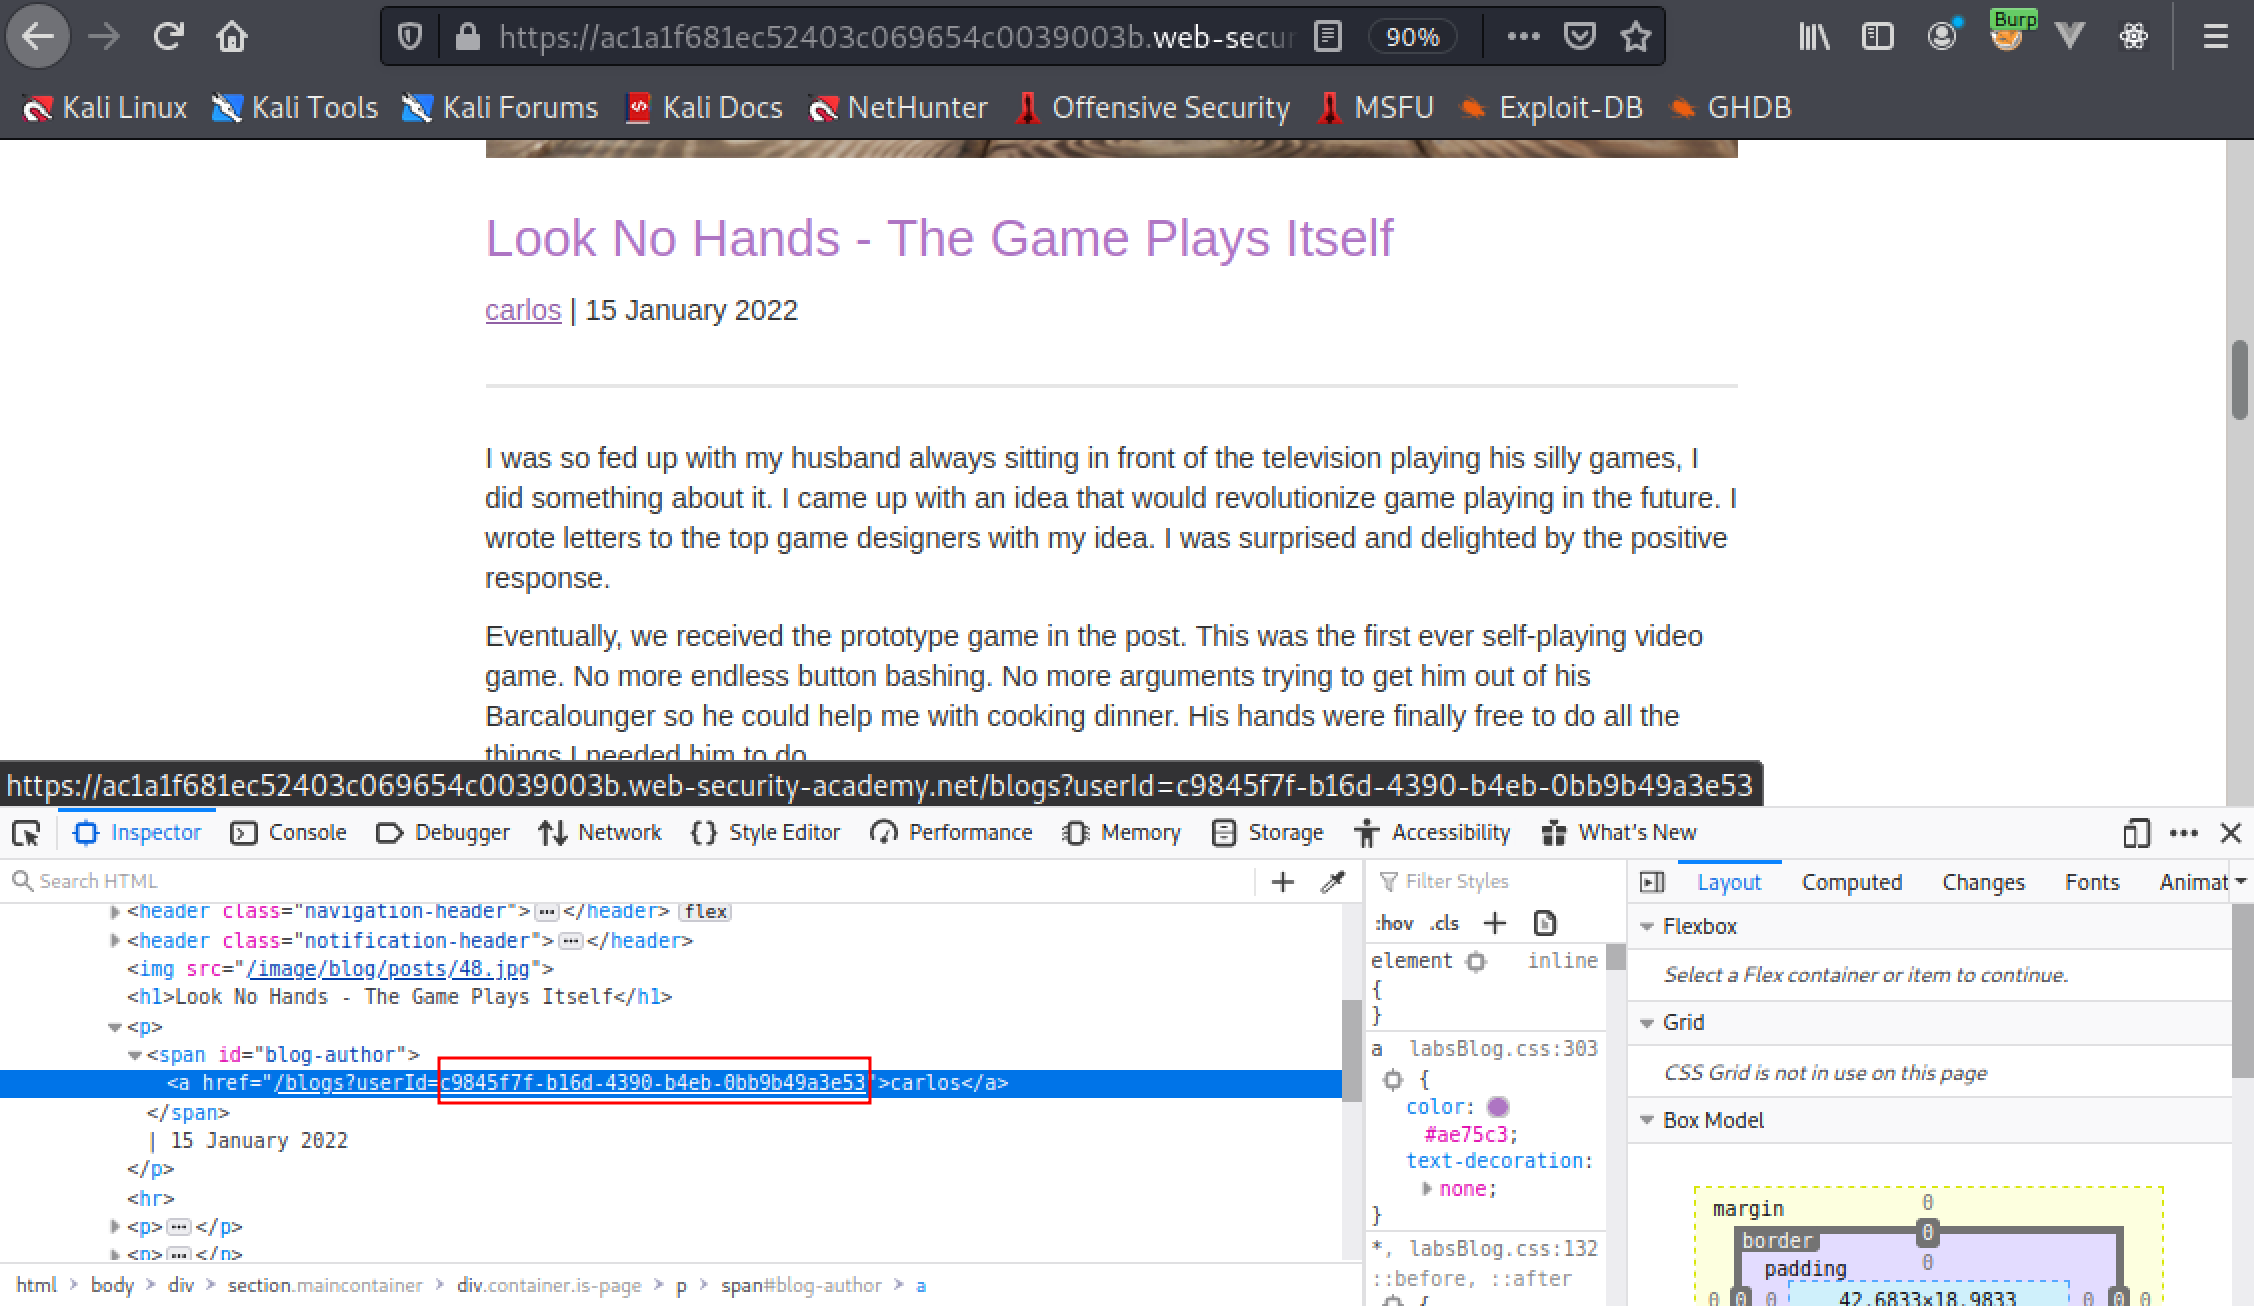 https://ac1a1f681ec52403c069654c0039003b.web-secur
90%
Burp
Kali Linux
Kali Tools
Kali Forums
Kali Docs
NetHunter
Offensive Security
MSFU
Exploit-DB
GHDB
Look No Hands - The Game Plays Itself
carlos | 15 January 2022
I was so fed up with my husband always sitting in front of the television playing his silly games, I
did something about it. I came up with an idea that would revolutionize game playing in the future. I
wrote letters to the top game designers with my idea. I was surprised and delighted by the positive
response.
Eventually, we received the prototype game in the post. This was the first ever self-playing video
game. No more endless button bashing. No more arguments trying to get him out of his
Barcalounger so he could help me with cooking dinner. His hands were finally free to do all the
things I needed him to do
https://ac1a1f681ec52403c069654c0039003b.web-security-academy.net/blogs?userId=c9845f7f-b16d-4390-b4eb-0bb9b49a3e53
Inspector
Console
Debugger
Network
Style Editor
Performance
Memory
Storage
Accessibility
What's New
Search HTML
<header class="navigation-header"> ••• </header> flex
<header class="notification-header"> ••• </header>
<img src="/image/blog/posts/48.jpg">
<h1>Look No Hands - The Game Plays Itself</h1>
<p>
<span id="blog-author">
<a href="/blogs?userId=c9845f7f-b16d-4390-b4eb-0bb9b49a3e53">carlos</a>
</span>
| 15 January 2022
</p>
<hr>
<p> ••• </p>
<p> ••• </p>
html > body > div > section.maincontainer > div.container.is-page > p > span#blog-author > a
Filter Styles
:hov .cls
element inline
{
}
a labsBlog.css:303
{
color:
#ae75c3;
text-decoration:
none;
}
*, labsBlog.css:132
::before, ::after
{
Layout
Computed
Changes
Fonts
Animat
Flexbox
Select a Flex container or item to continue.
Grid
CSS Grid is not in use on this page
Box Model
margin 0
border 0
padding 0
0 0 0 42.6833×18.9833 0 0 0